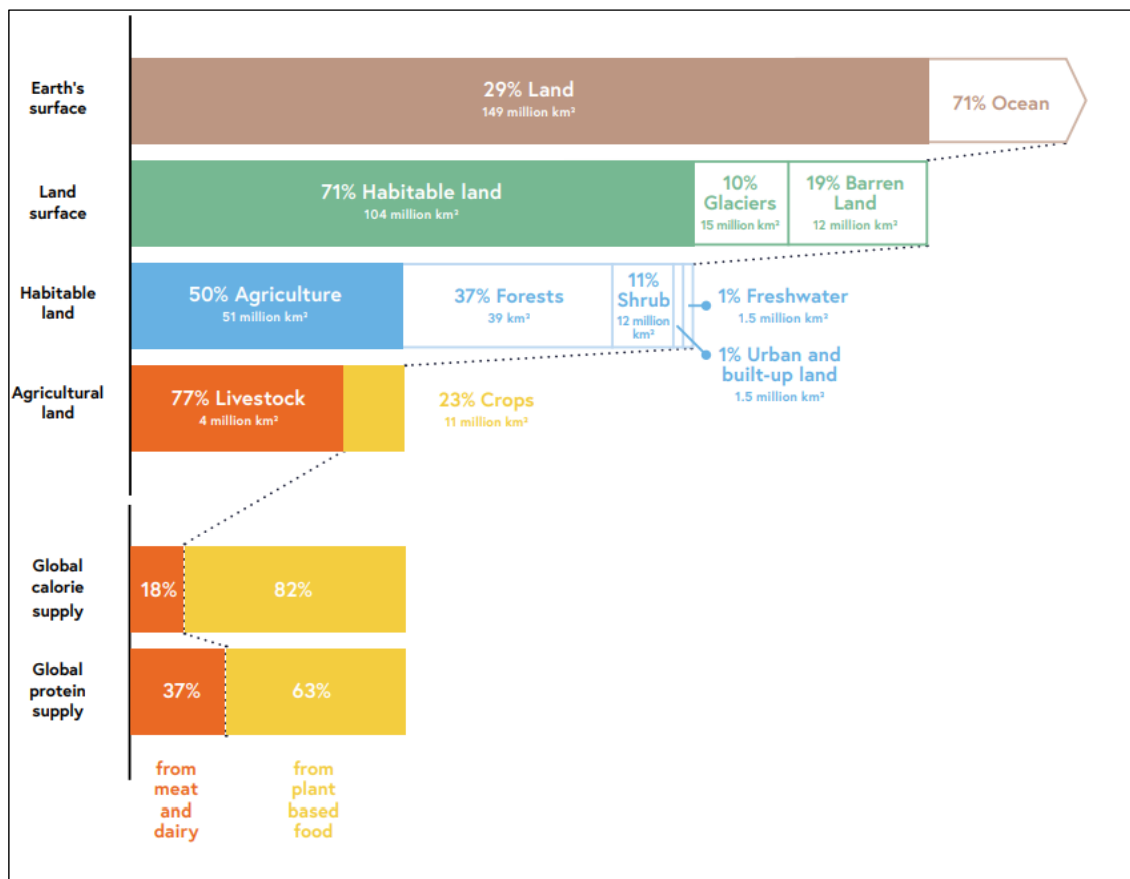 Earth's
surface
29% Land
149 million km²
71% Ocean
Land
surface
71% Habitable land
104 million km²
10%
Glaciers
15 million km²
19% Barren
Land
12 million km²
Habitable
land
50% Agriculture
51 million km²
37% Forests
39 km²
11%
Shrub
12 million
km²
1% Freshwater
1.5 million km²
1% Urban and
built-up land
1.5 million km²
Agricultural
land
77% Livestock
4 million km²
23% Crops
11 million km²
Global
calorie
supply
18%
82%
Global
protein
supply
37%
63%
from
meat
and
dairy
from
plant
based
food